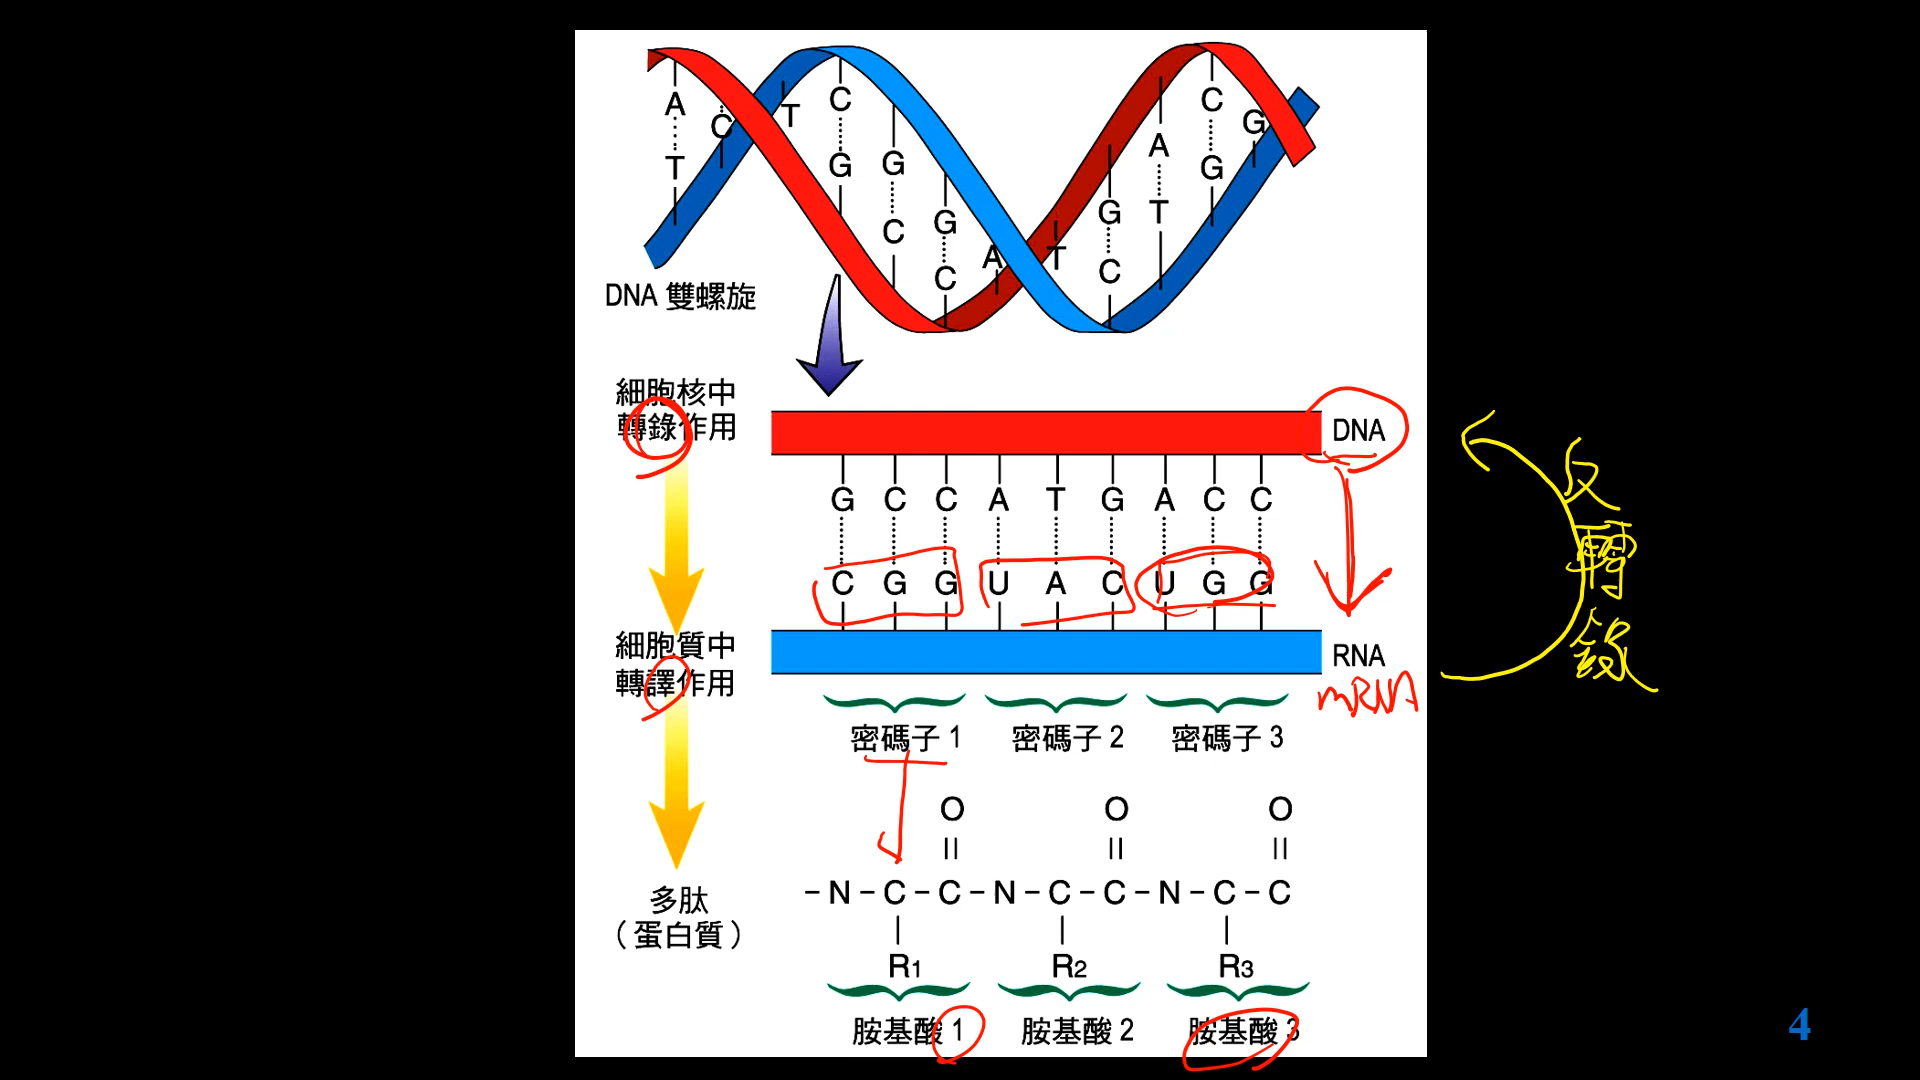 A C T C G A C G
T G G A T G
C G T G
C C C
DNA 雙螺旋
細胞核中
轉錄作用
DNA
G C C A T G A C C
C G G U A C U G G
細胞質中
轉譯作用
RNA
mRNA
反轉錄
密碼子 1 密碼子 2 密碼子 3
O O O
|| || ||
- N - C - C - N - C - C - N - C - C
| | |
R1 R2 R3
多肽
(蛋白質)
胺基酸 1 胺基酸 2 胺基酸 3
4